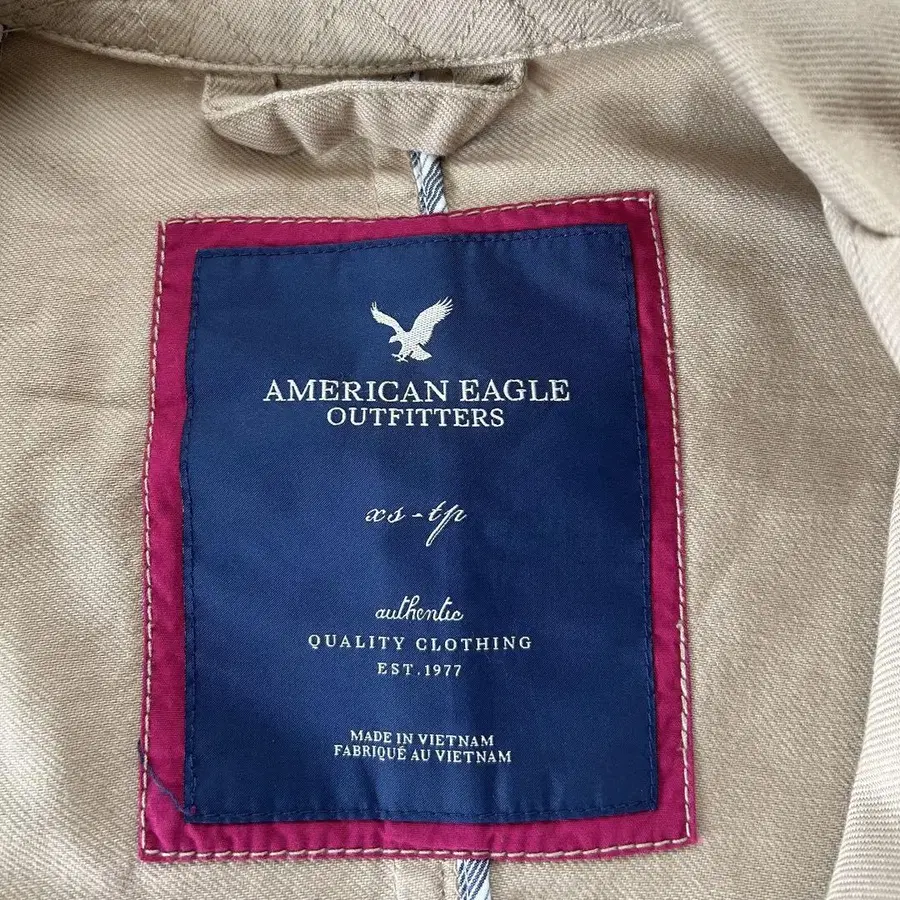 AMERICAN EAGLE
OUTFITTERS
xs-tp
authentic
QUALITY CLOTHING
EST. 1977
MADE IN VIETNAM
FABRIQUÉ AU VIETNAM